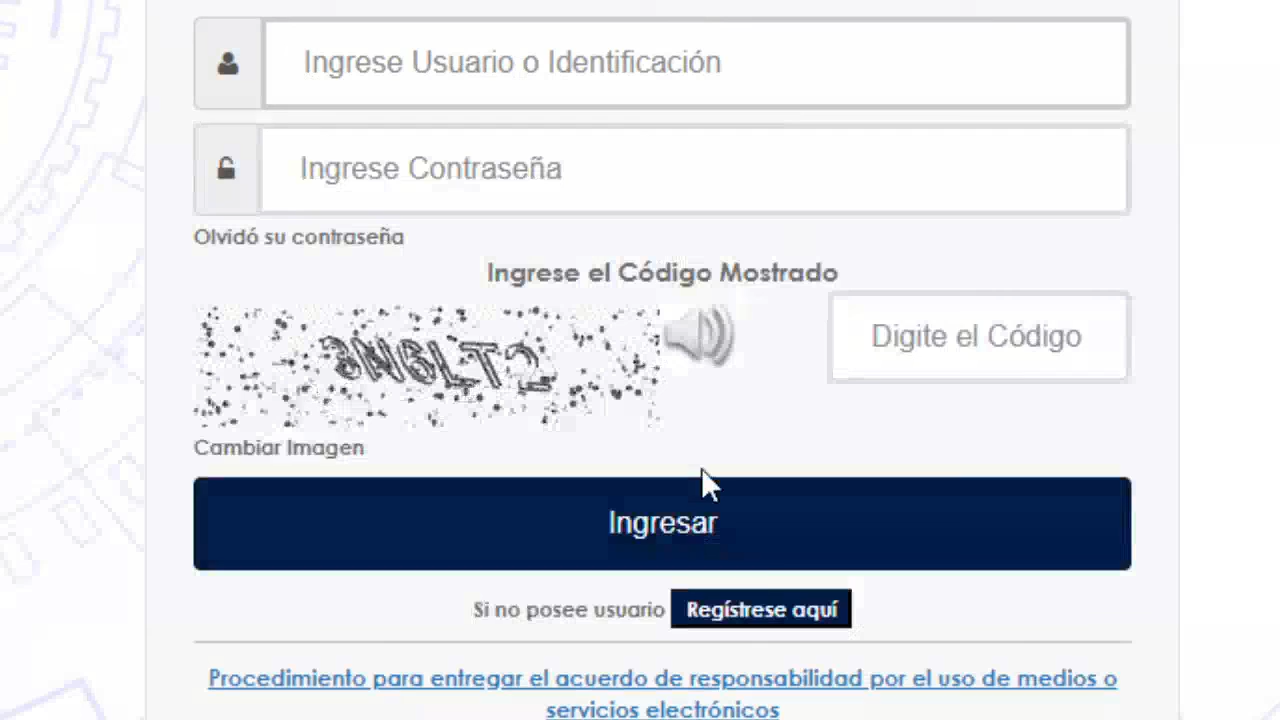 Ingrese Usuario o Identificación
Ingrese Contraseña
Olvidó su contraseña
Ingrese el Código Mostrado
3N6LT2
Digite el Código
Cambiar Imagen
Ingresar
Si no posee usuario Regístrese aquí
Procedimiento para entregar el acuerdo de responsabilidad por el uso de medios o
servicios electrónicos